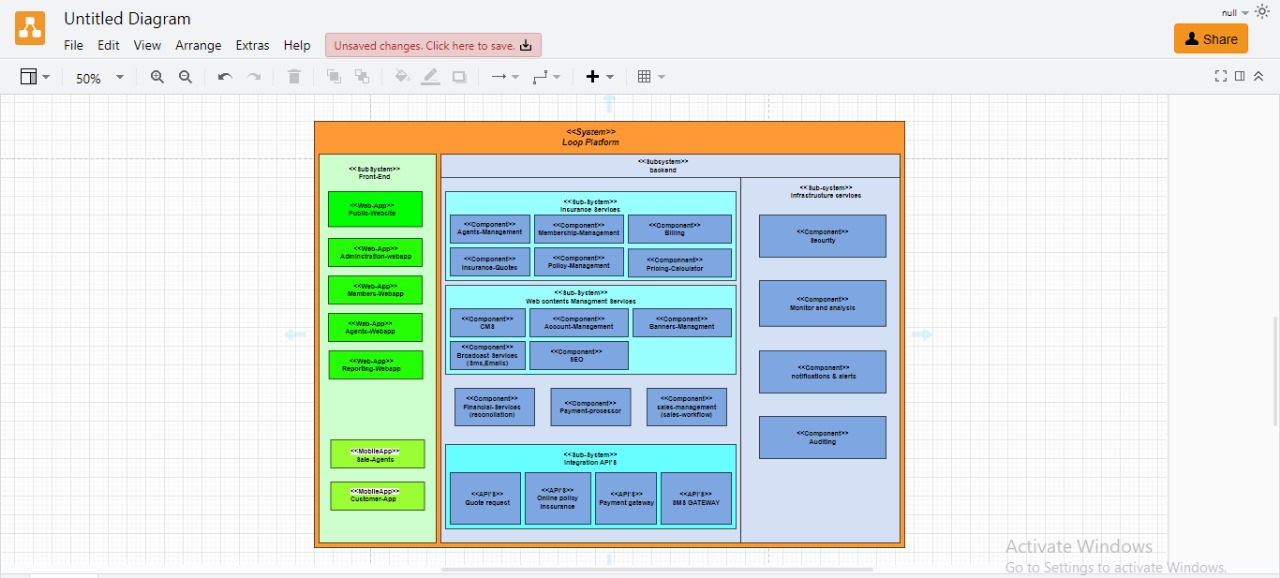 Untitled Diagram
null
File Edit View Arrange Extras Help
Unsaved changes. Click here to save.
Share
50%
<<System>>
Loop Platform
<<SubSystem>>
Front-End
<<Web-App>>
Public-Website
<<Web-App>>
Adminstration-webapp
<<Web-App>>
Members-Webapp
<<Web-App>>
Agents-Webapp
<<Web-App>>
Reporting-Webapp
<<MobileApp>>
Sale-Agents
<<MobileApp>>
Customer-App
<<Subsystem>>
backend
<<Sub-System>>
Insurance Services
<<Component>>
Agents-Management
<<Component>>
Membership-Management
<<Component>>
Billing
<<Component>>
Insurance-Quotes
<<Component>>
Policy-Management
<<Componnent>>
Pricing-Calculator
<<Sub-System>>
Web contents Managment Services
<<Component>>
CMS
<<Component>>
Account-Management
<<Component>>
Banners-Managment
<<Component>>
Broadcast Services
(Sms,Emails)
<<Component>>
SEO
<<Component>>
Financial-Services
(reconilation)
<<Component>>
Payment-processor
<<Component>>
sales-management
(sales-workflow)
<<Sub-System>>
Integration API'S
<<API'S>>
Quote request
<<API'S>>
Online policy
Inssurance
<<API'S>>
Payment gateway
<<API'S>>
SMS GATEWAY
<<Sub-system>>
Infrastructure services
<<Component>>
Security
<<Component>>
Monitor and analysis
<<Component>>
notifications & alerts
<<Component>>
Auditing
Activate Windows
Go to Settings to activate Windows.